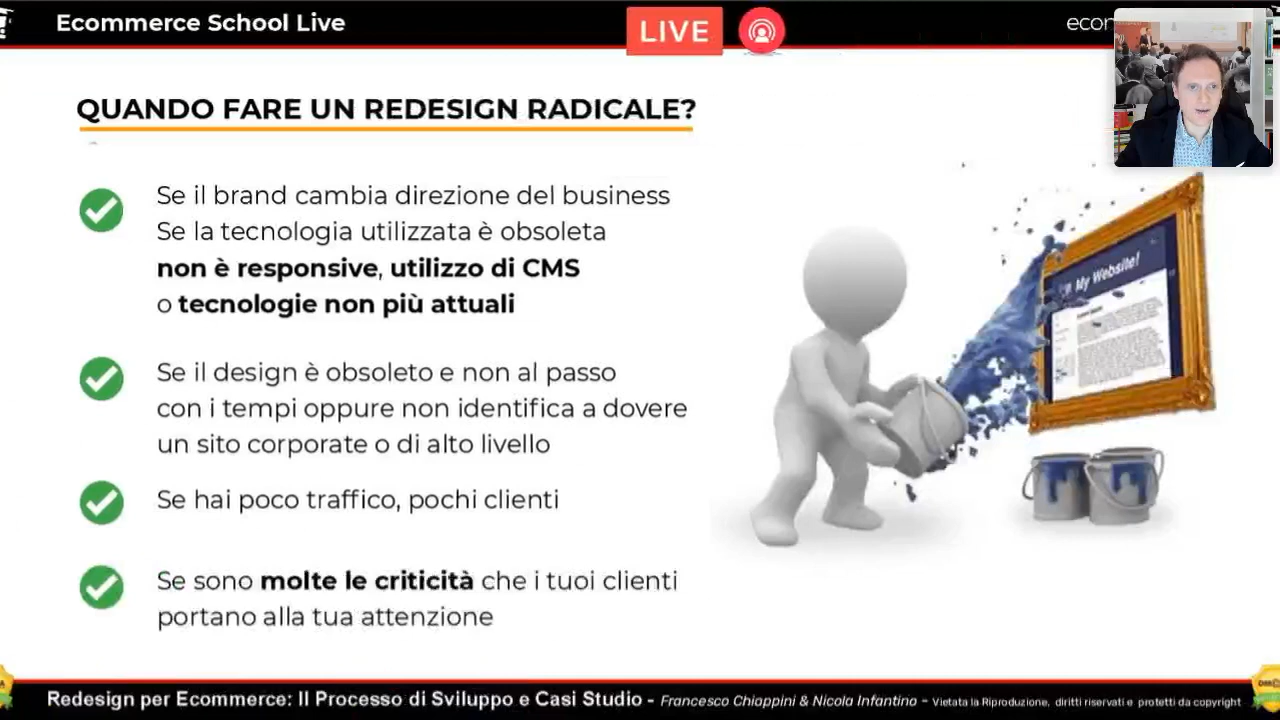 Ecommerce School Live
LIVE
QUANDO FARE UN REDESIGN RADICALE?
Se il brand cambia direzione del business
Se la tecnologia utilizzata è obsoleta
non è responsive, utilizzo di CMS
o tecnologie non più attuali
Se il design è obsoleto e non al passo
con i tempi oppure non identifica a dovere
un sito corporate o di alto livello
Se hai poco traffico, pochi clienti
Se sono molte le criticità che i tuoi clienti
portano alla tua attenzione
My Website!
Redesign per Ecommerce: Il Processo di Sviluppo e Casi Studio - Francesco Chiappini & Nicola Infantino - Vietata la Riproduzione, diritti riservati e protetti da copyright